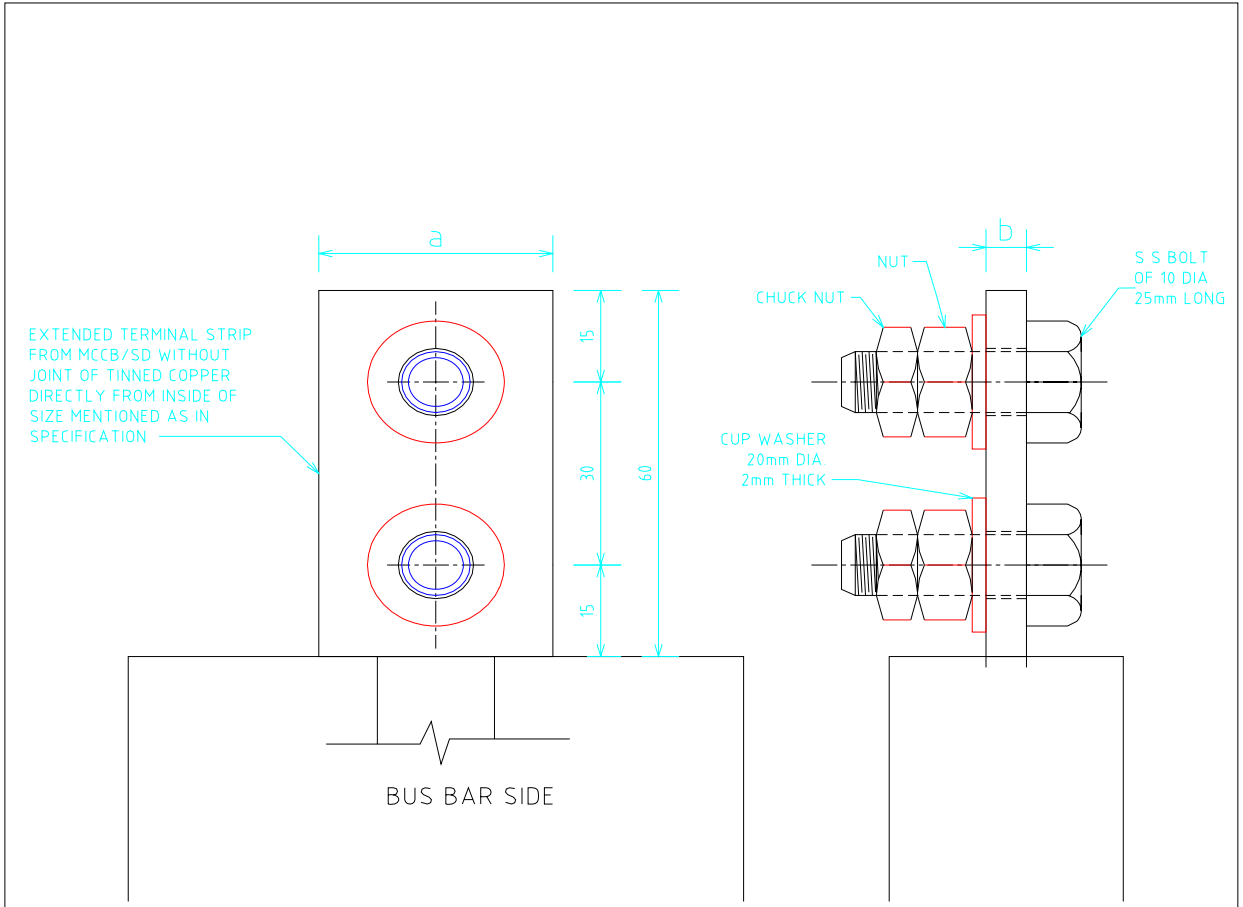 a
b
EXTENDED TERMINAL STRIP
FROM MCCB/SD WITHOUT
JOINT OF TINNED COPPER
DIRECTLY FROM INSIDE OF
SIZE MENTIONED AS IN
SPECIFICATION
15
30
15
60
NUT
CHUCK NUT
S S BOLT
OF 10 DIA
25mm LONG
CUP WASHER
20mm DIA.
2mm THICK
BUS BAR SIDE